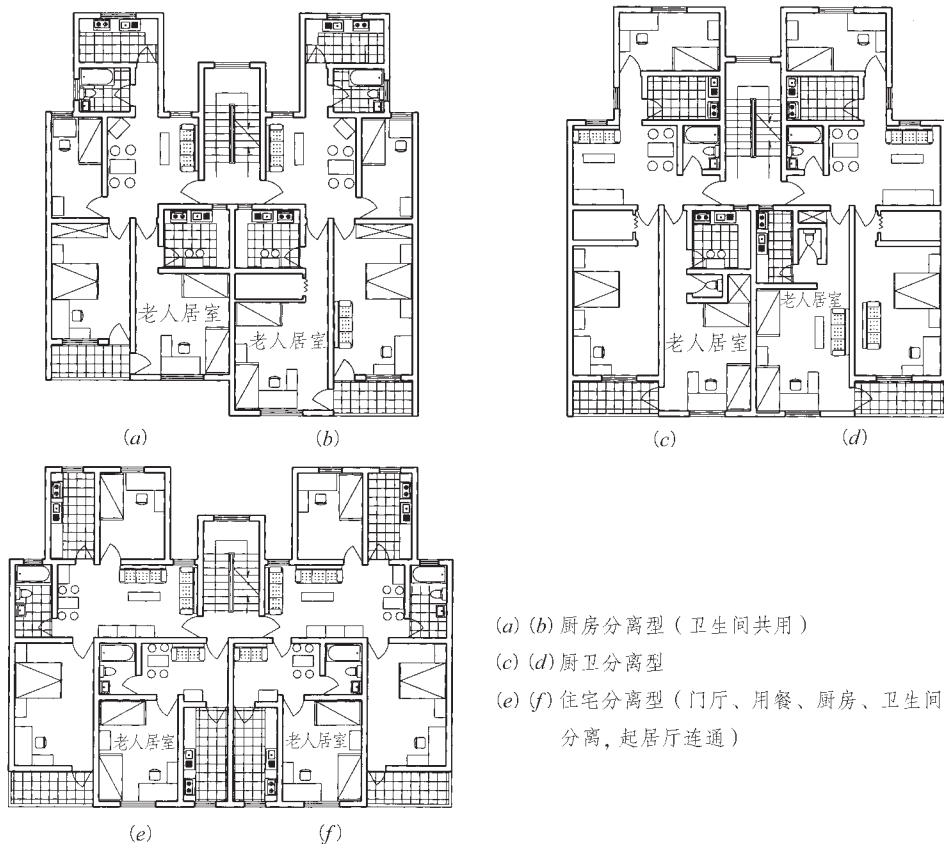 老人居室
老人居室
(a)
(b)
老人居室
老人居室
(c)
(d)
老人居室
老人居室
(e)
(f)
(a) (b) 厨房分离型（卫生间共用）
(c) (d) 厨卫分离型
(e) (f) 住宅分离型（门厅、用餐、厨房、卫生间
分离，起居厅连通）